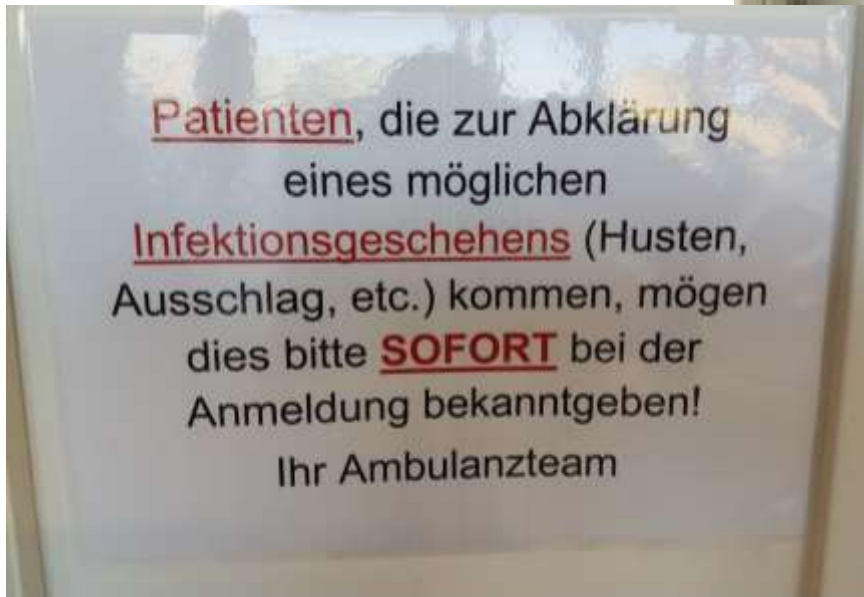 Patienten, die zur Abklärung
eines möglichen
Infektionsgeschehens (Husten,
Ausschlag, etc.) kommen, mögen
dies bitte SOFORT bei der
Anmeldung bekanntgeben!
Ihr Ambulanzteam